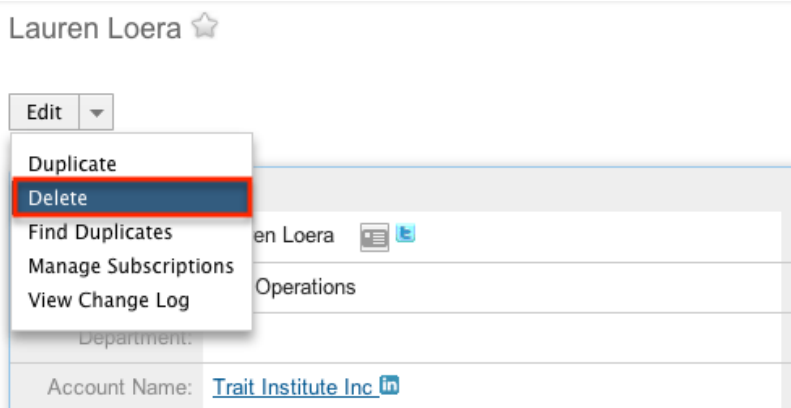 Lauren Loera
Edit
Duplicate
Delete
Find Duplicates
Manage Subscriptions
View Change Log
en Loera
Operations
Department:
Account Name: Trait Institute Inc in